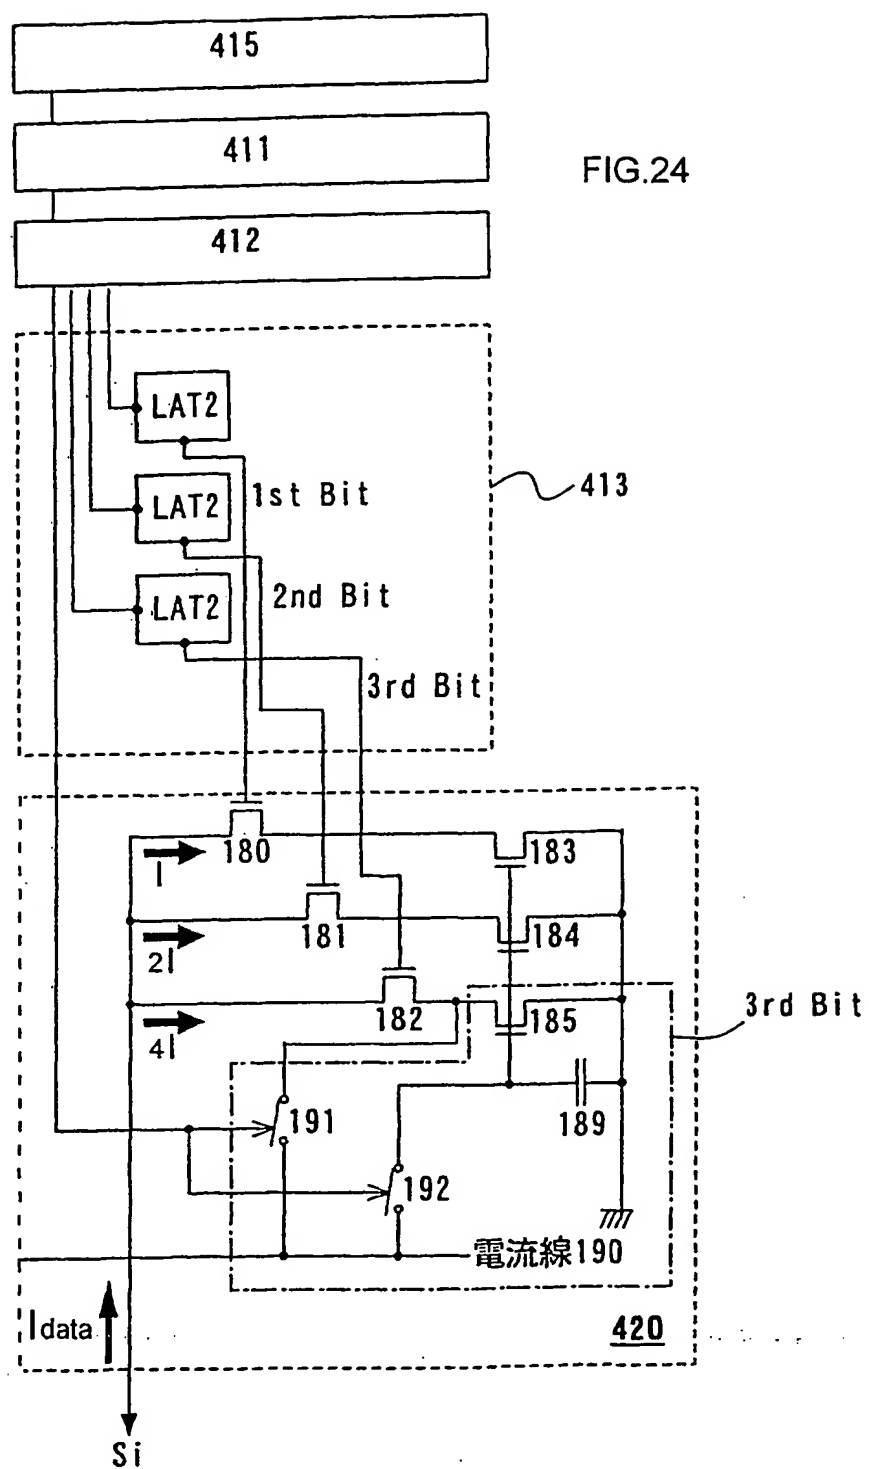 415
411
FIG.24
412
LAT2
1st Bit
413
LAT2
2nd Bit
LAT2
3rd Bit
180
183
I
181
184
2I
182
185
3rd Bit
4I
191
189
192
電流線190
Idata
420
Si